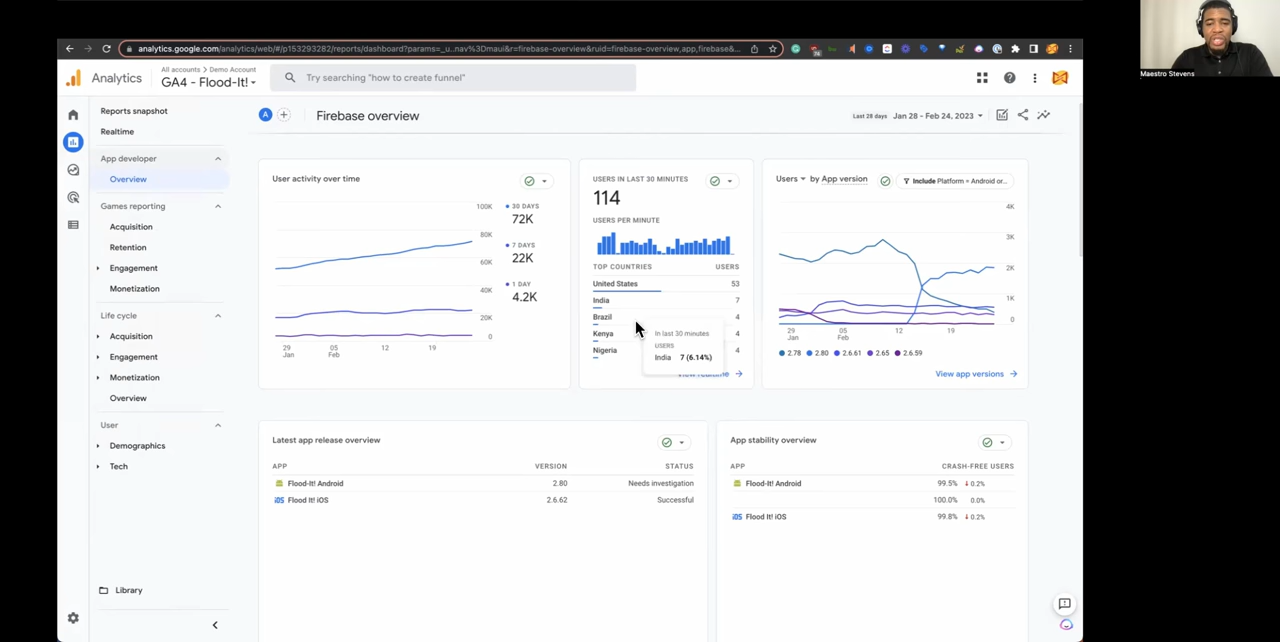 analytics.google.com/analytics/web/#/p153293282/reports/dashboard?params=_u..nav%3Dmaui&r=firebase-overview&ruid=firebase-overview,app,firebase&...
Analytics
All accounts > Demo Account
GA4 - Flood-It!
Try searching "how to create funnel"
Maestro Stevens
Reports snapshot
Realtime
App developer
Overview
Games reporting
Acquisition
Retention
Engagement
Monetization
Life cycle
Acquisition
Engagement
Monetization
Overview
User
Demographics
Tech
Library
A
Firebase overview
Last 28 days Jan 28 - Feb 24, 2023
User activity over time
100K
80K
60K
40K
20K
0
29 Jan
05 Feb
12
19
30 DAYS
72K
7 DAYS
22K
1 DAY
4.2K
USERS IN LAST 30 MINUTES
114
USERS PER MINUTE
TOP COUNTRIES USERS
United States 53
India 7
Brazil 4
Kenya 4
Nigeria 4
In last 30 minutes
USERS
India 7 (6.14%)
View realtime
Users by App version
Include Platform = Android or...
4K
3K
2K
1K
0
29 Jan
05 Feb
12
19
2.78 2.80 2.6.61 2.65 2.6.59
View app versions
Latest app release overview
APP VERSION STATUS
Flood-It! Android 2.80 Needs investigation
iOS Flood It! iOS 2.6.62 Successful
App stability overview
APP CRASH-FREE USERS
Flood-It! Android 99.5% 0.2%
100.0% 0.0%
iOS Flood It! iOS 99.8% 0.2%